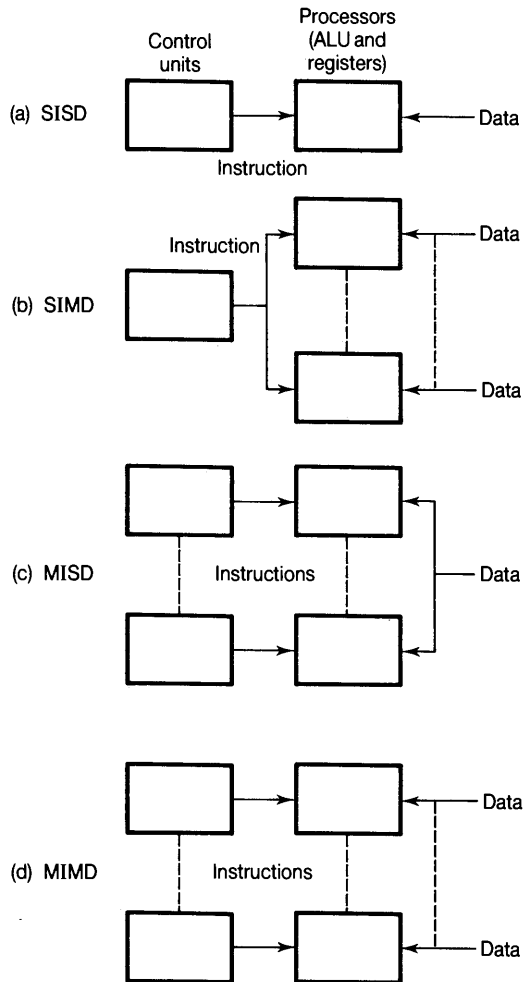 Control
units
Processors
(ALU and
registers)
(a) SISD
Data
Instruction
Instruction
Data
(b) SIMD
Data
(c) MISD
Instructions
Data
Data
(d) MIMD
Instructions
Data